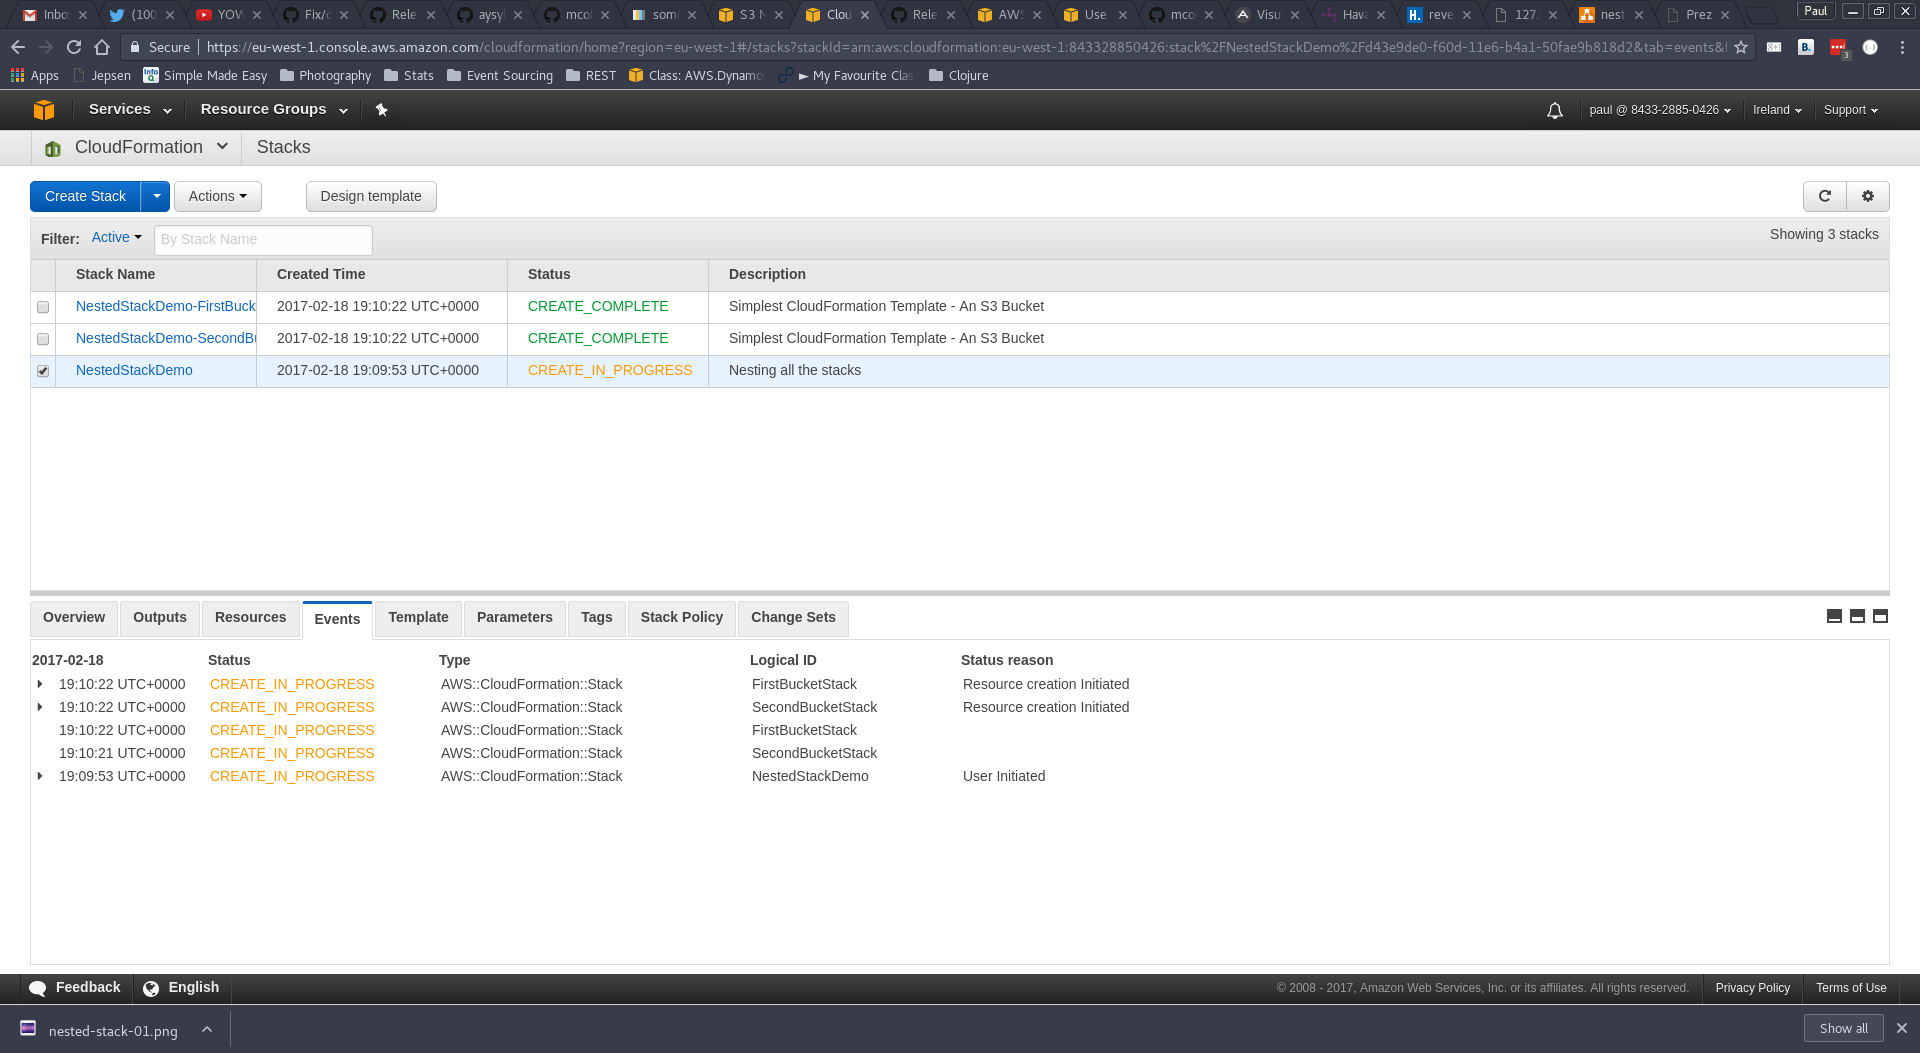 Inbo
(100
YOW
Fix/c
Rele
aysyl
mcol
some
S3 M
Clou
Rele
AWS
Use
mcol
Visu
Hava
reve
127.
nest
Prez
Paul
Secure
https://eu-west-1.console.aws.amazon.com/cloudformation/home?region=eu-west-1#/stacks?stackId=arn:aws:cloudformation:eu-west-1:843328850426:stack%2FNestedStackDemo%2Fd43e9de0-f60d-11e6-b4a1-50fae9b818d2&tab=events&
B.
3
Apps
Jepsen
Simple Made Easy
Photography
Stats
Event Sourcing
REST
Class: AWS.Dynamo
► My Favourite Clas
Clojure
Services
Resource Groups
paul @ 8433-2885-0426
Ireland
Support
CloudFormation
Stacks
Create Stack
Actions
Design template
Filter: Active
By Stack Name
Showing 3 stacks
Stack Name Created Time Status Description
NestedStackDemo-FirstBuck 2017-02-18 19:10:22 UTC+0000 CREATE_COMPLETE Simplest CloudFormation Template - An S3 Bucket
NestedStackDemo-SecondBu 2017-02-18 19:10:22 UTC+0000 CREATE_COMPLETE Simplest CloudFormation Template - An S3 Bucket
NestedStackDemo 2017-02-18 19:09:53 UTC+0000 CREATE_IN_PROGRESS Nesting all the stacks
Overview
Outputs
Resources
Events
Template
Parameters
Tags
Stack Policy
Change Sets
2017-02-18 Status Type Logical ID Status reason
19:10:22 UTC+0000 CREATE_IN_PROGRESS AWS::CloudFormation::Stack FirstBucketStack Resource creation Initiated
19:10:22 UTC+0000 CREATE_IN_PROGRESS AWS::CloudFormation::Stack SecondBucketStack Resource creation Initiated
19:10:22 UTC+0000 CREATE_IN_PROGRESS AWS::CloudFormation::Stack FirstBucketStack
19:10:21 UTC+0000 CREATE_IN_PROGRESS AWS::CloudFormation::Stack SecondBucketStack
19:09:53 UTC+0000 CREATE_IN_PROGRESS AWS::CloudFormation::Stack NestedStackDemo User Initiated
Feedback
English
© 2008 - 2017, Amazon Web Services, Inc. or its affiliates. All rights reserved.
Privacy Policy
Terms of Use
nested-stack-01.png
Show all